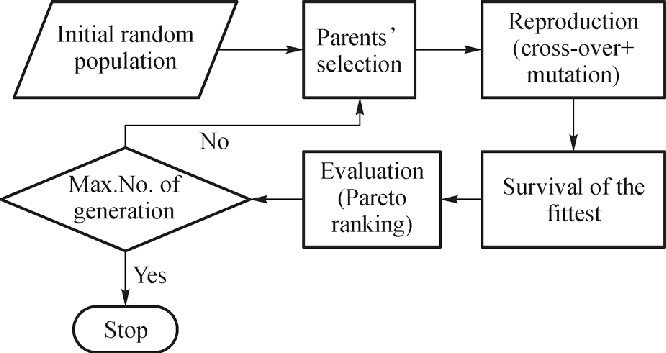 Initial random
population
Parents'
selection
Reproduction
(cross-over+
mutation)
No
Max.No. of
generation
Evaluation
(Pareto
ranking)
Survival of the
fittest
Yes
Stop